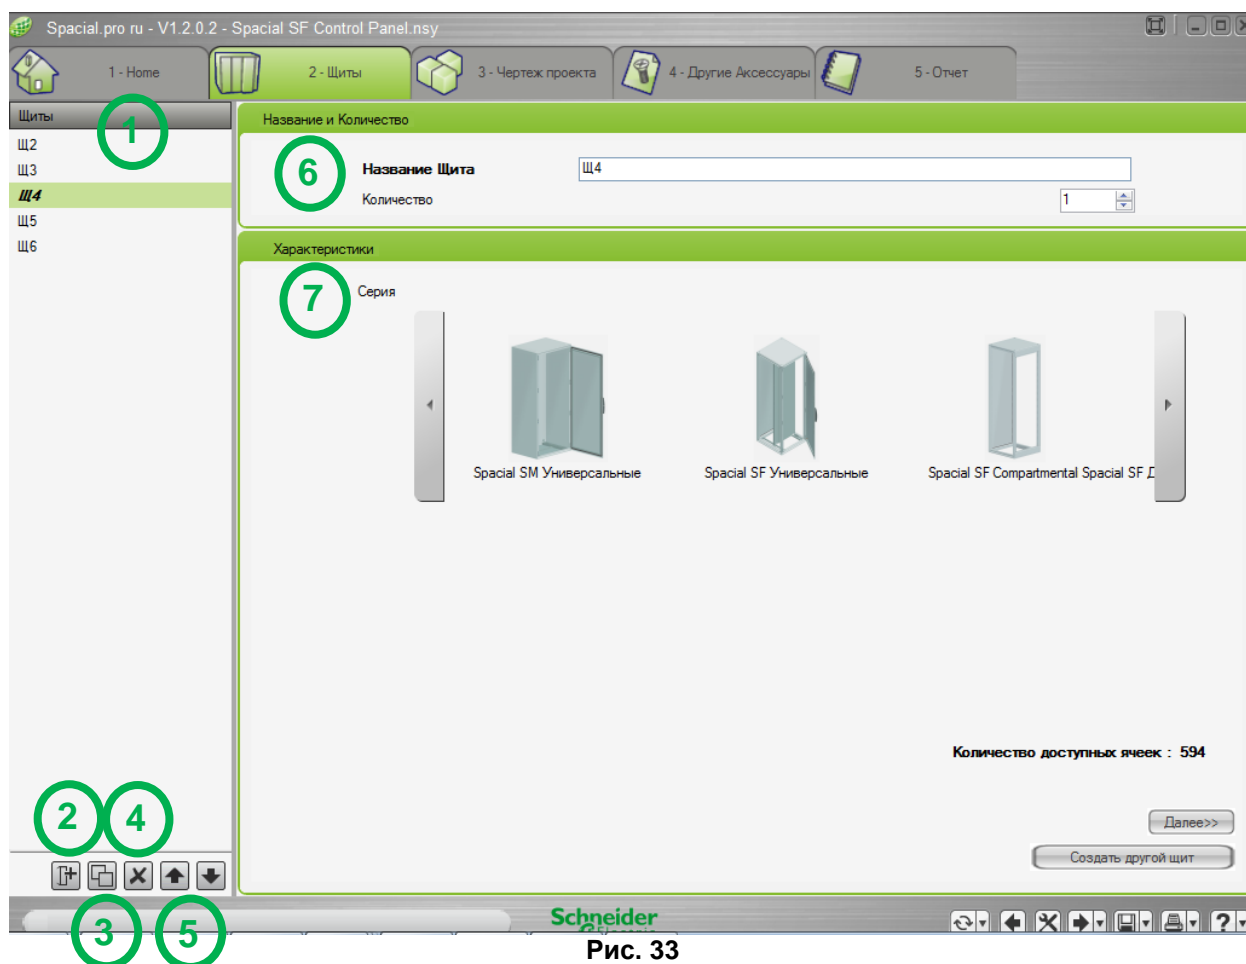 Spacial.pro ru - V1.2.0.2 - Spacial SF Control Panel.nsy
1 - Home
2 - Щиты
3 - Чертеж проекта
4 - Другие Аксессуары
5 - Отчет
Щиты
1
Щ2
Щ3
Щ4
Щ5
Щ6
Название и Количество
6
Название Щита
Щ4
Количество
1
Характеристики
7
Серия
Spacial SM Универсальные
Spacial SF Универсальные
Spacial SF Compartmental Spacial SF
Количество доступных ячеек : 594
2
4
Далее>>
Создать другой щит
3
5
Schneider
Electric
?
Рис. 33